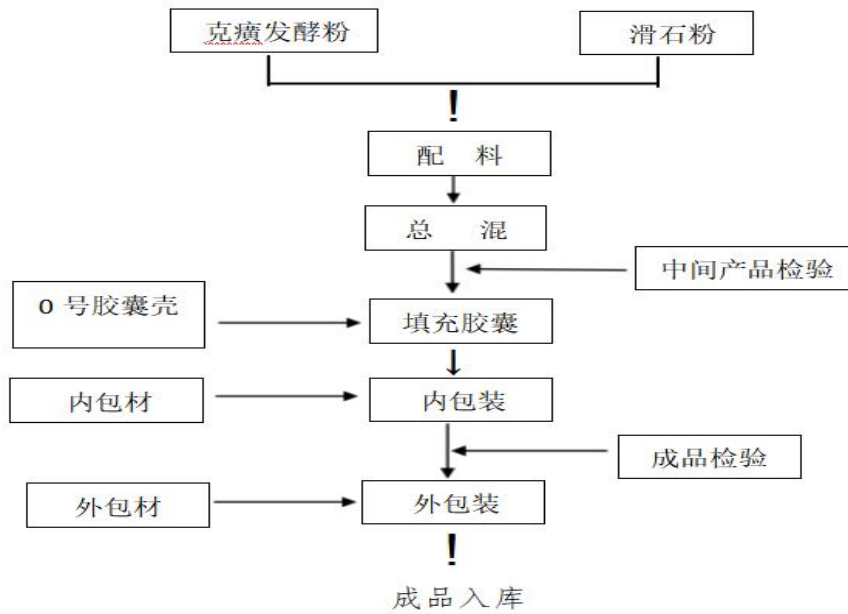 克癀发酵粉
滑石粉
!
配 料
总 混
中间产品检验
0 号胶囊壳
填充胶囊
内包材
内包装
成品检验
外包材
外包装
!
成品入库